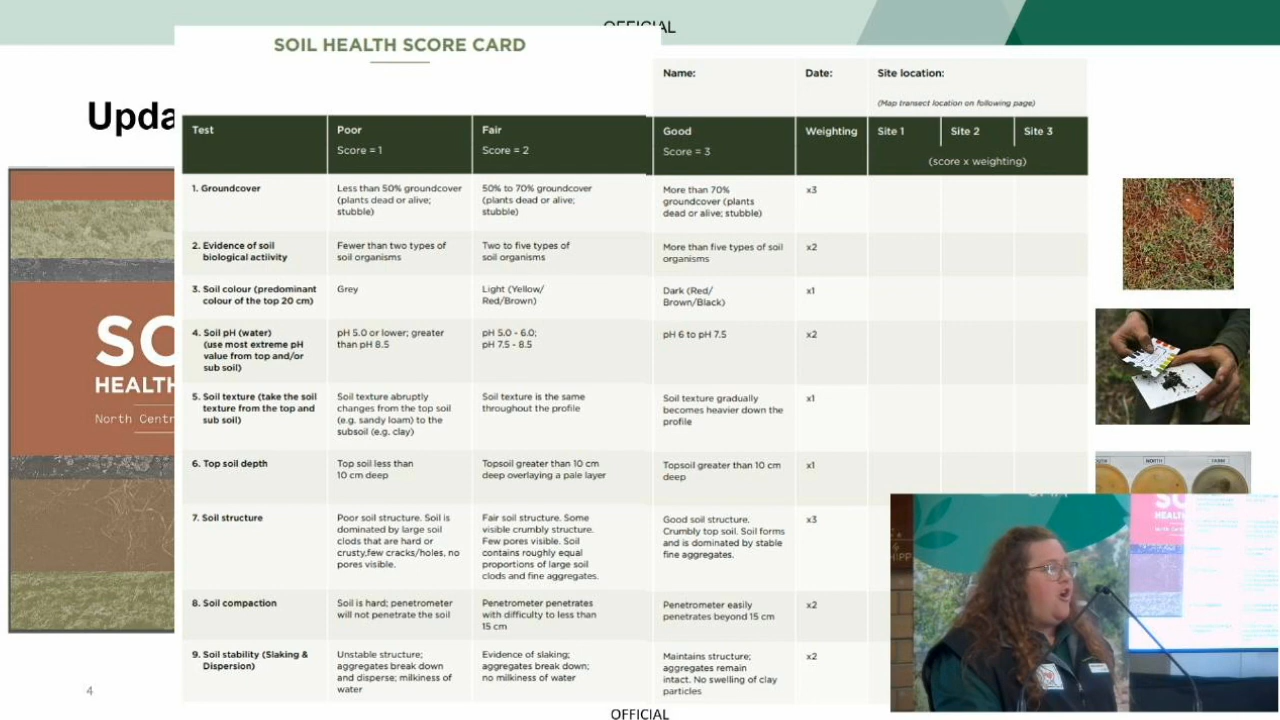 OFFICIAL
SOIL HEALTH SCORE CARD
Upda
Name:
Date:
Site location:
(Map transect location on following page)
Test
Poor
Score = 1
Fair
Score = 2
Good
Score = 3
Weighting
Site 1
Site 2
Site 3
(score x weighting)
1. Groundcover
Less than 50% groundcover
(plants dead or alive;
stubble)
50% to 70% groundcover
(plants dead or alive;
stubble)
More than 70%
groundcover (plants
dead or alive; stubble)
x3
2. Evidence of soil
biological actiivity
Fewer than two types of
soil organisms
Two to five types of
soil organisms
More than five types of soil
organisms
x2
3. Soil colour (predominant
colour of the top 20 cm)
Grey
Light (Yellow/
Red/Brown)
Dark (Red/
Brown/Black)
x1
4. Soil pH (water)
(use most extreme pH
value from top and/or
sub soil)
pH 5.0 or lower; greater
than pH 8.5
pH 5.0 - 6.0;
pH 7.5 - 8.5
pH 6 to pH 7.5
x2
5. Soil texture (take the soil
texture from the top and
sub soil)
Soil texture abruptly
changes from the top soil
(e.g. sandy loam) to the
subsoil (e.g. clay)
Soil texture is the same
throughout the profile
Soil texture gradually
becomes heavier down the
profile
x1
6. Top soil depth
Top soil less than
10 cm deep
Topsoil greater than 10 cm
deep overlaying a pale layer
Topsoil greater than 10 cm
deep
x1
7. Soil structure
Poor soil structure. Soil is
dominated by large soil
clods that are hard or
crusty,few cracks/holes, no
pores visible.
Fair soil structure. Some
visible crumbly structure.
Few pores visible. Soil
contains roughly equal
proportions of large soil
clods and fine aggregates.
Good soil structure.
Crumbly top soil. Soil forms
and is dominated by stable
fine aggregates.
x3
8. Soil compaction
Soil is hard; penetrometer
will not penetrate the soil
Penetrometer penetrates
with difficulty to less than
15 cm
Penetrometer easily
penetrates beyond 15 cm
x2
9. Soil stability (Slaking &
Dispersion)
Unstable structure;
aggregates break down
and disperse; milkiness of
water
Evidence of slaking;
aggregates break down;
no milkiness of water
Maintains structure;
aggregates remain
intact. No swelling of clay
particles
x2
SO
HEALTH
North Centr
NORTH
4
OFFICIAL